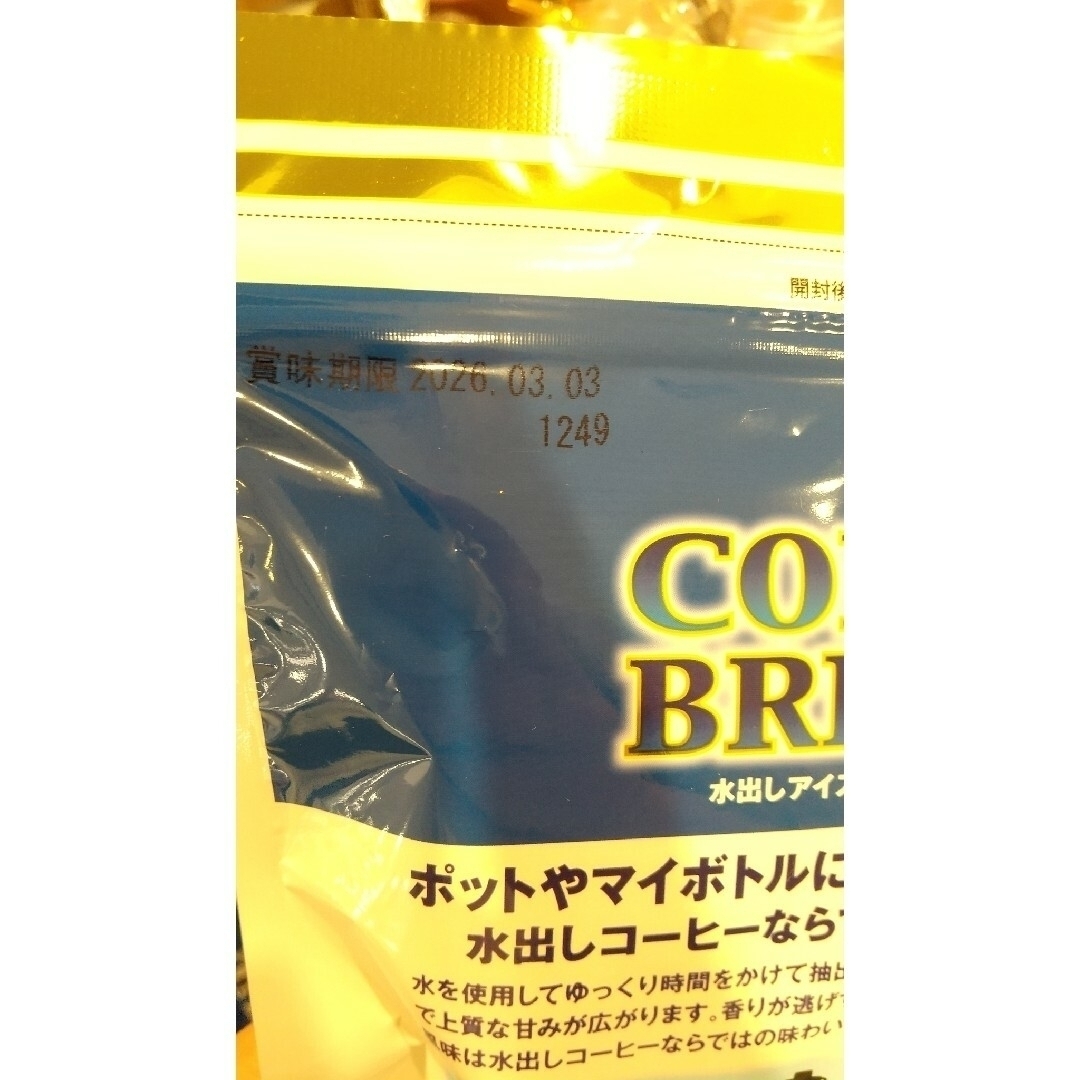 開封後
賞味期限 2026.03.03
1249
CO
BRE
水出しアイス
ポットやマイボトルに
水出しコーヒーならで
水を使用してゆっくり時間をかけて抽出
で上質な甘みが広がります。香りが逃げ
味は水出しコーヒーならではの味わい